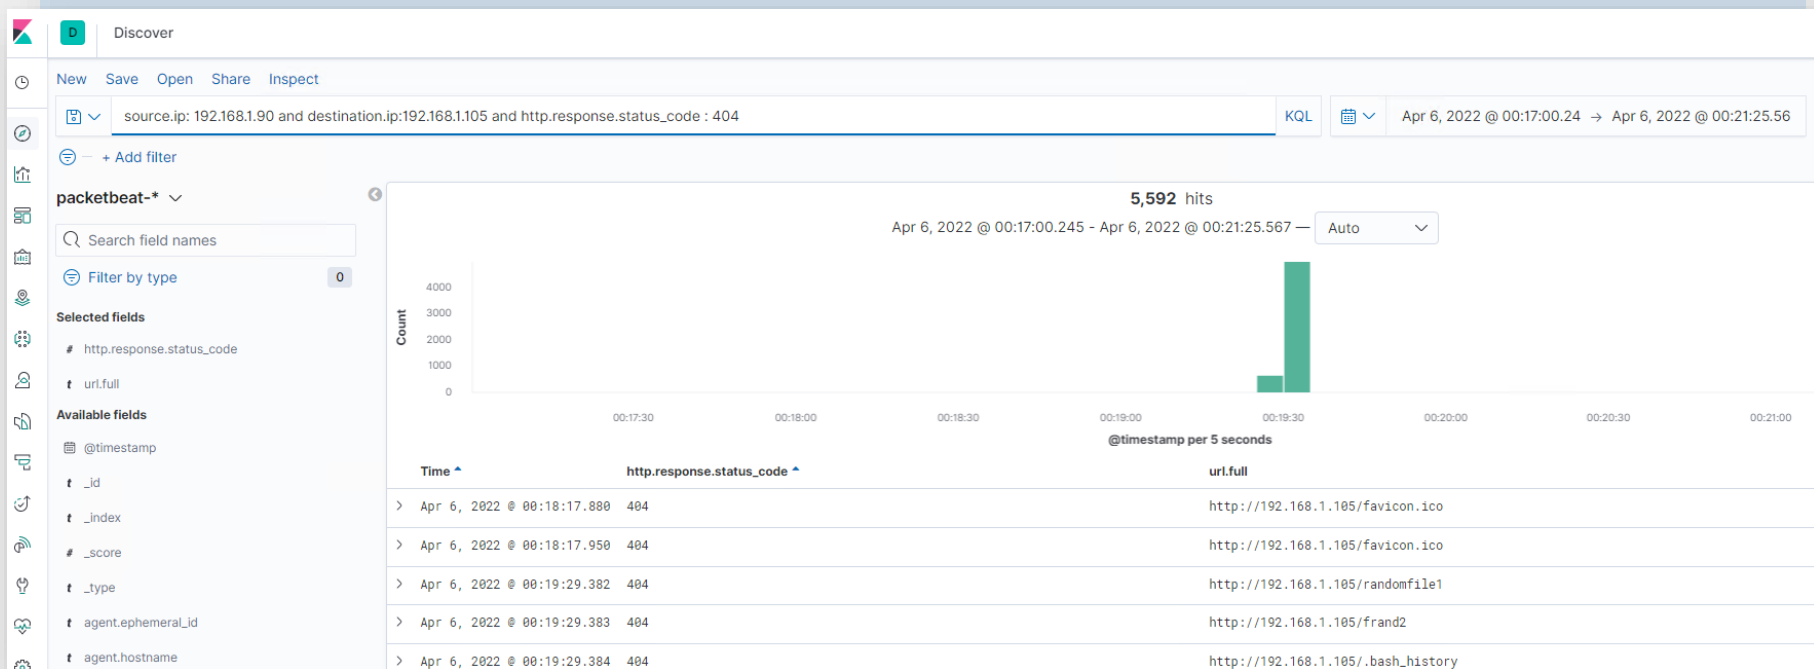 D Discover
New Save Open Share Inspect
source.ip: 192.168.1.90 and destination.ip:192.168.1.105 and http.response.status_code : 404 KQL Apr 6, 2022 @ 00:17:00.24 → Apr 6, 2022 @ 00:21:25.56
+ Add filter
packetbeat-*
Search field names
Filter by type 0
Selected fields
# http.response.status_code
t url.full
Available fields
@timestamp
t _id
t _index
# _score
t _type
t agent.ephemeral_id
t agent.hostname
5,592 hits
Apr 6, 2022 @ 00:17:00.245 - Apr 6, 2022 @ 00:21:25.567 — Auto
Count
4000
3000
2000
1000
0
00:17:30 00:18:00 00:18:30 00:19:00 00:19:30 00:20:00 00:20:30 00:21:00
@timestamp per 5 seconds
Time http.response.status_code url.full
Apr 6, 2022 @ 00:18:17.880 404 http://192.168.1.105/favicon.ico
Apr 6, 2022 @ 00:18:17.950 404 http://192.168.1.105/favicon.ico
Apr 6, 2022 @ 00:19:29.382 404 http://192.168.1.105/randomfile1
Apr 6, 2022 @ 00:19:29.383 404 http://192.168.1.105/frand2
Apr 6, 2022 @ 00:19:29.384 404 http://192.168.1.105/.bash_history